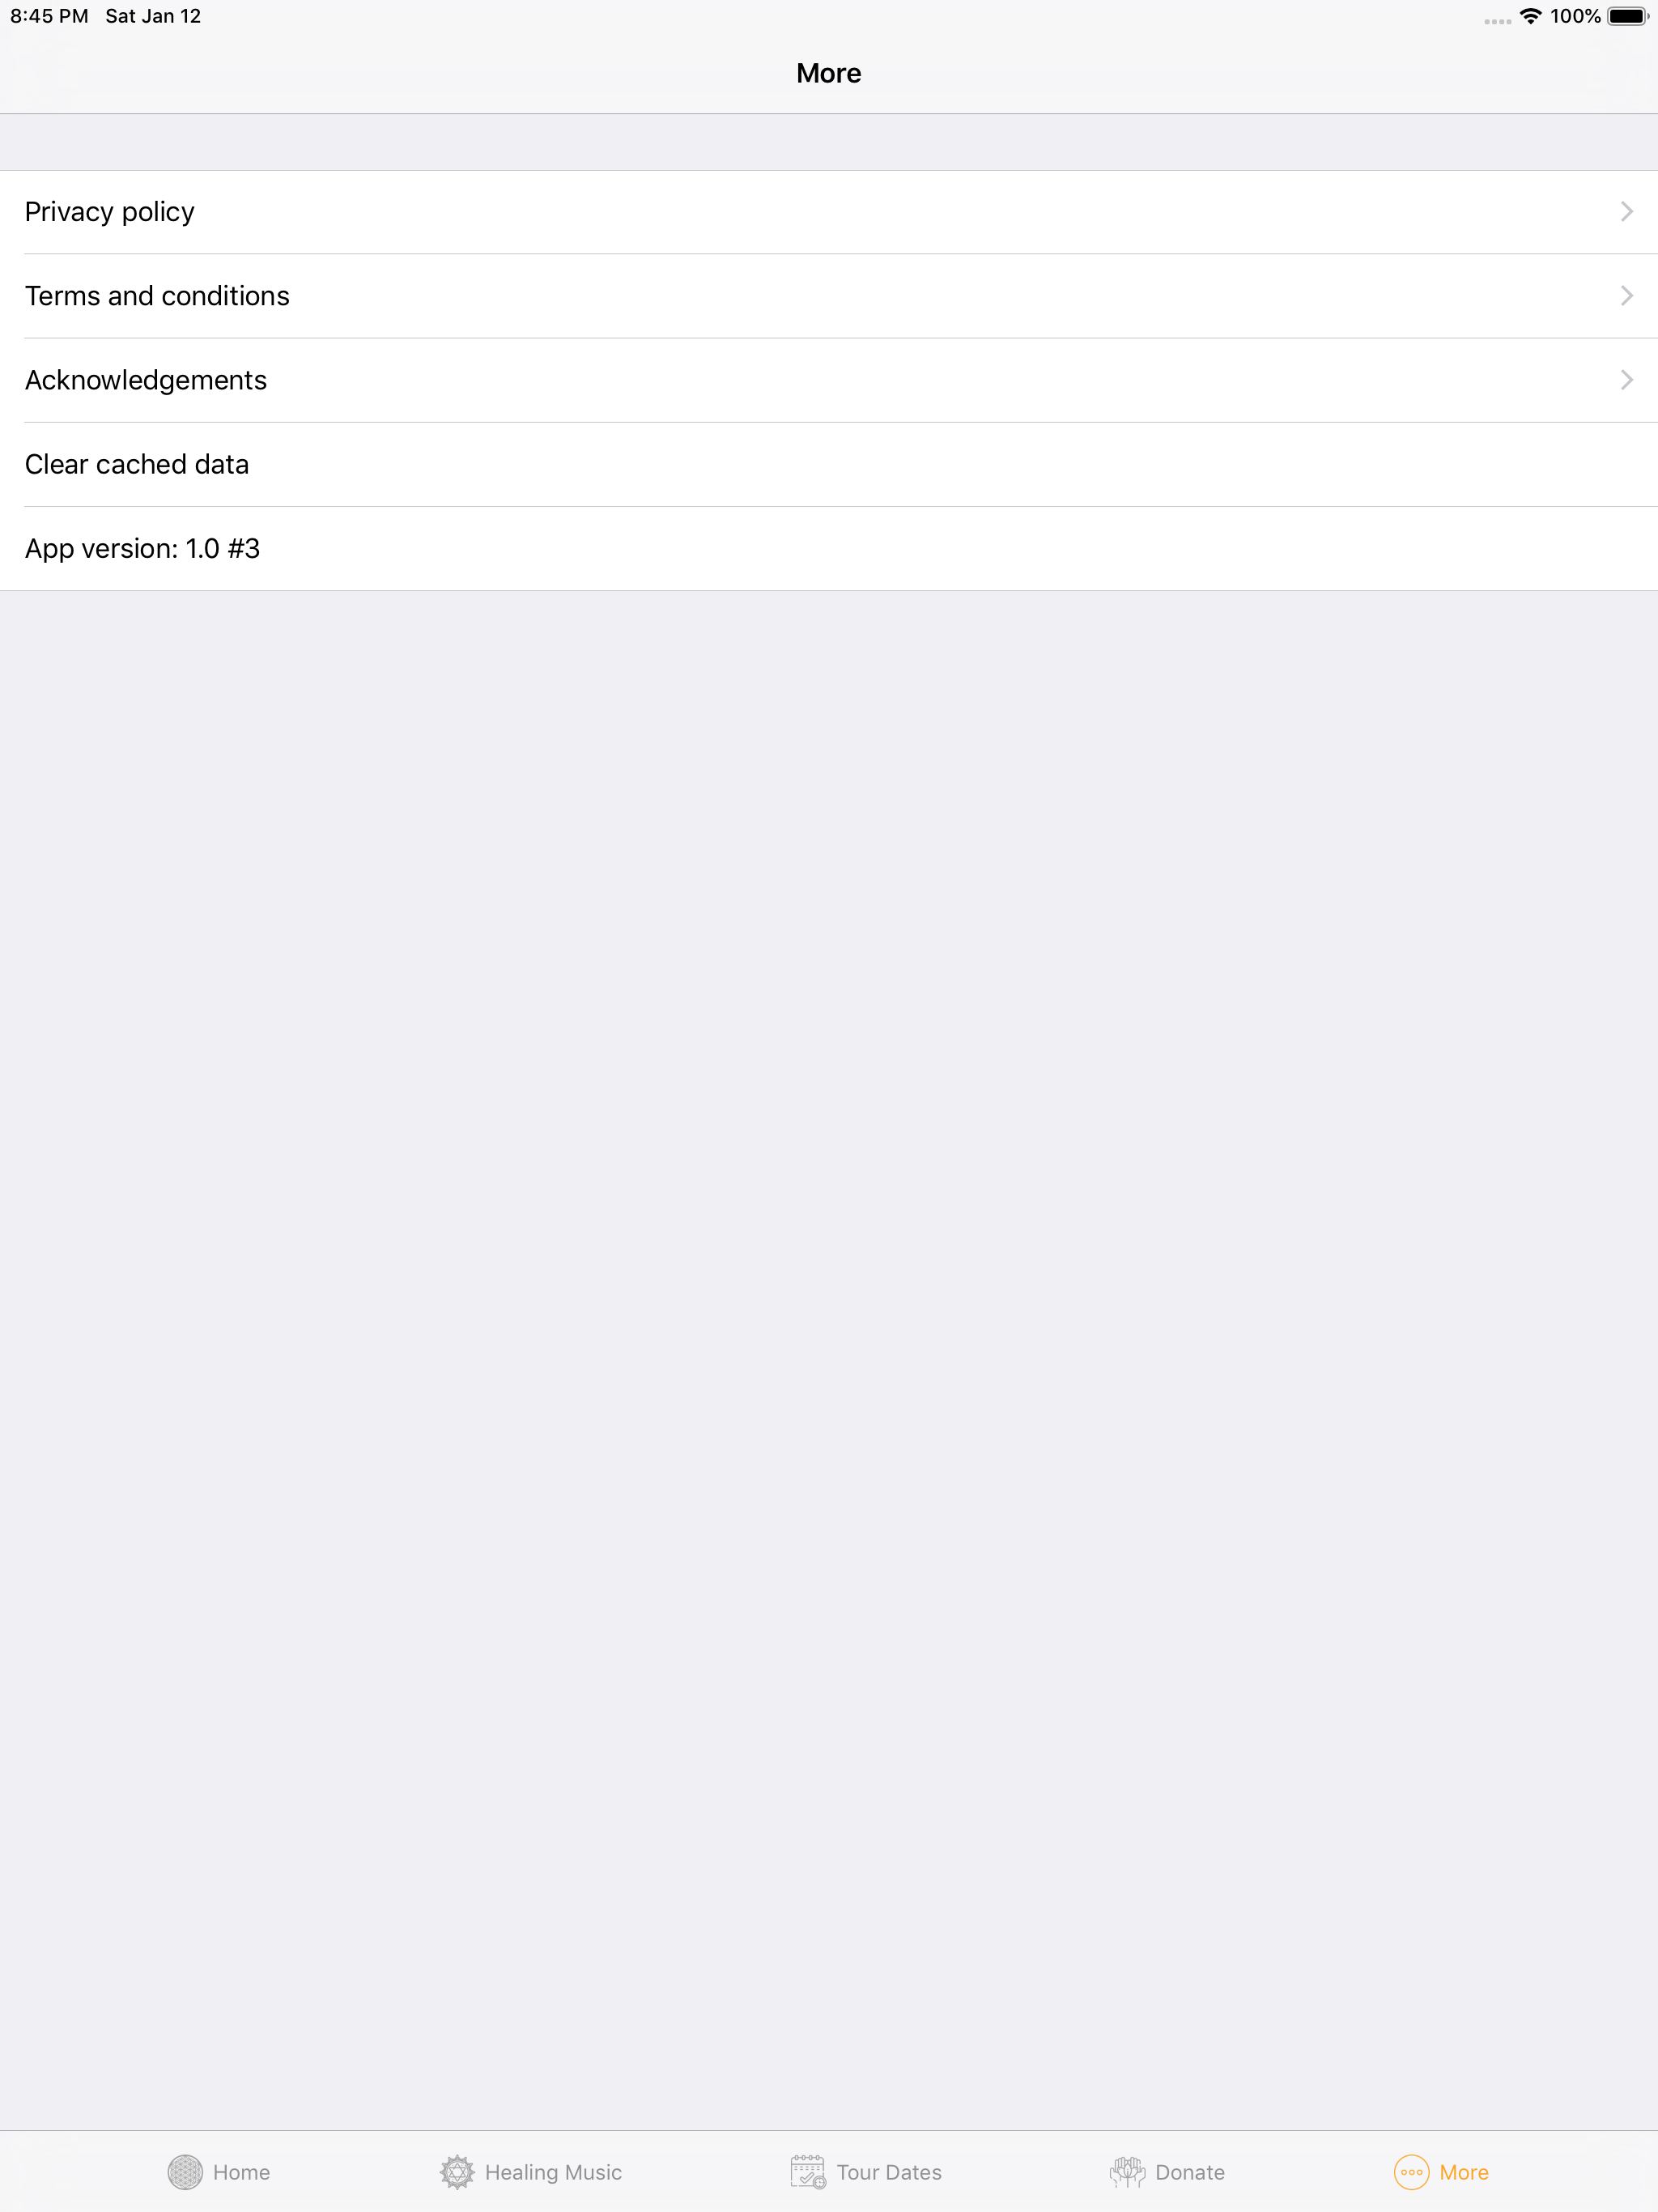 8:45 PM Sat Jan 12 100%
More
Privacy policy
Terms and conditions
Acknowledgements
Clear cached data
App version: 1.0 #3
Home Healing Music Tour Dates Donate More